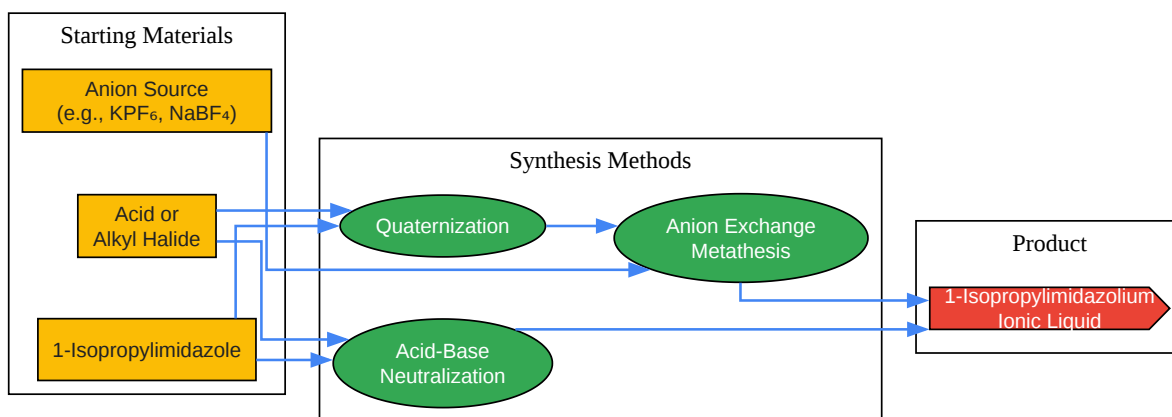 Starting Materials
Anion Source
(e.g., KPF₆, NaBF₄)
Acid or
Alkyl Halide
1-Isopropylimidazole
Synthesis Methods
Quaternization
Anion Exchange
Metathesis
Acid-Base
Neutralization
Product
1-Isopropylimidazolium
Ionic Liquid